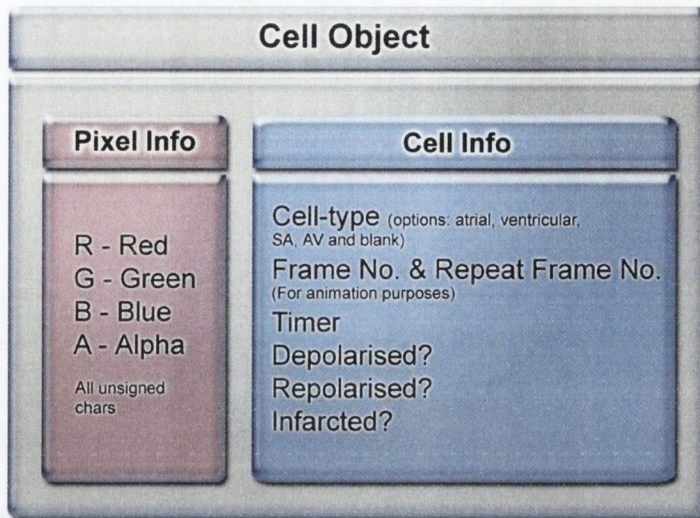 Cell Object
Pixel Info
R - Red
G - Green
B - Blue
A - Alpha
All unsigned
chars
Cell Info
Cell-type (options: atrial, ventricular,
SA, AV and blank)
Frame No. & Repeat Frame No.
(For animation purposes)
Timer
Depolarised?
Repolarised?
Infarcted?